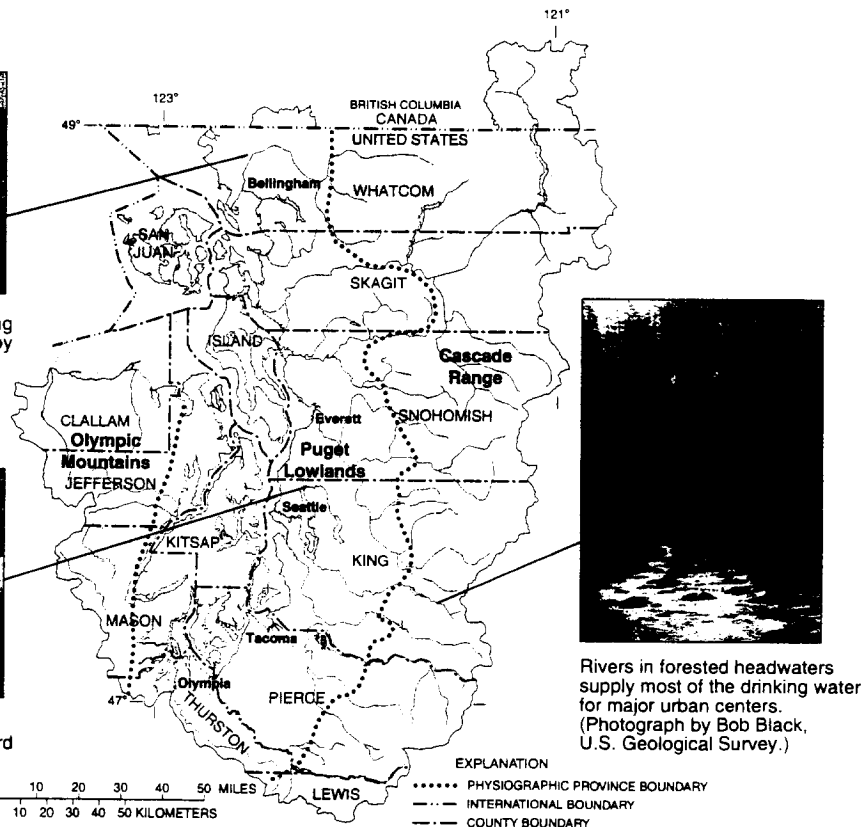 121°
123°
49°
BRITISH COLUMBIA
CANADA
UNITED STATES
Bellingham
WHATCOM
SAN
JUAN
SKAGIT
ISLAND
Cascade
Range
CLALLAM
Olympic
Mountains
JEFFERSON
Everett
SNOHOMISH
Puget
Lowlands
Seattle
KITSAP
KING
MASON
Tacoma
Olympia
47°
PIERCE
THURSTON
LEWIS
Rivers in forested headwaters
supply most of the drinking water
for major urban centers.
(Photograph by Bob Black,
U.S. Geological Survey.)
EXPLANATION
PHYSIOGRAPHIC PROVINCE BOUNDARY
INTERNATIONAL BOUNDARY
COUNTY BOUNDARY
10 20 30 40 50 MILES
10 20 30 40 50 KILOMETERS